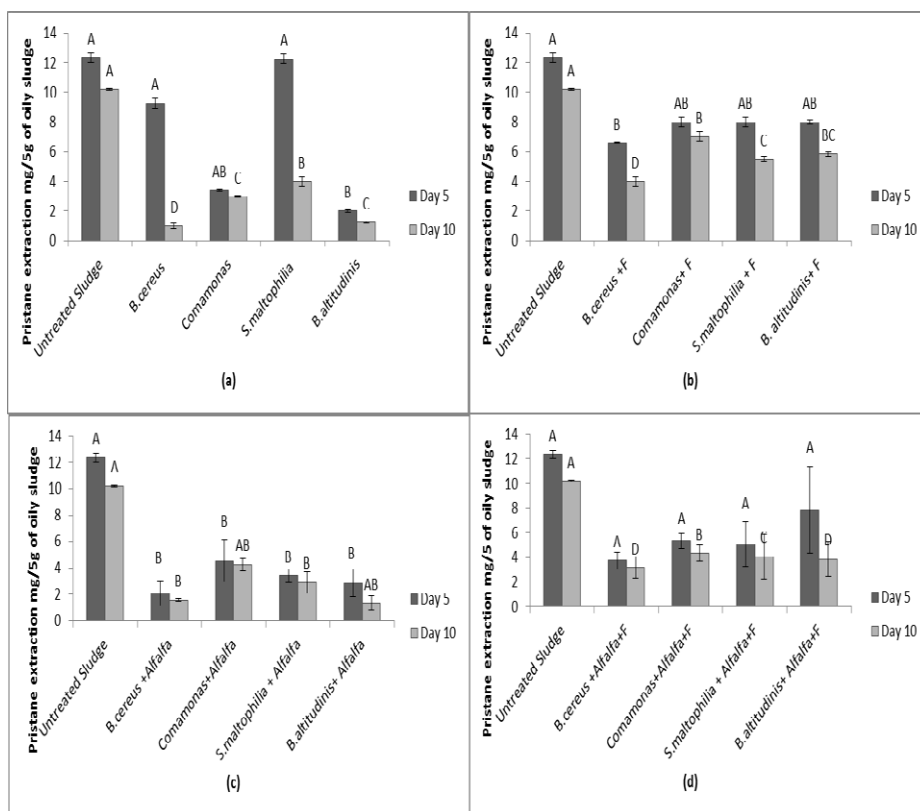 Pristane extraction mg/5g of oily sludge
14
12
10
8
6
4
2
0
A
A
A
D
AB
C
A
B
B
C
Day 5
Day 10
Untreated Sludge
B.cereus
Comamonas
S.maltophilia
B.altitudinis
(a)
Pristane extraction mg/5g of oily sludge
14
12
10
8
6
4
2
0
A
A
B
D
AB
B
AB
C
AB
BC
Day 5
Day 10
Untreated Sludge
B.cereus +F
Comamonas+ F
S.maltophilia + F
B. altitudinis+ F
(b)
Pristane extraction mg/5g of oily sludge
14
12
10
8
6
4
2
0
A
A
B
B
B
AB
B
B
B
AB
Day 5
Day 10
Untreated Sludge
B.cereus +Alfalfa
Comamonas+Alfalfa
S.maltophilia + Alfalfa
B.altitudinis+ Alfalfa
(c)
Pristane extraction mg/5 of oily sludge
14
12
10
8
6
4
2
0
A
A
A
D
A
B
A
C
A
D
Day 5
Day 10
Untreated Sludge
B.cereus +Alfalfa+F
Comamonas+Alfalfa+F
S.maltophilia + Alfalfa+F
B.altitudinis+ Alfalfa+F
(d)